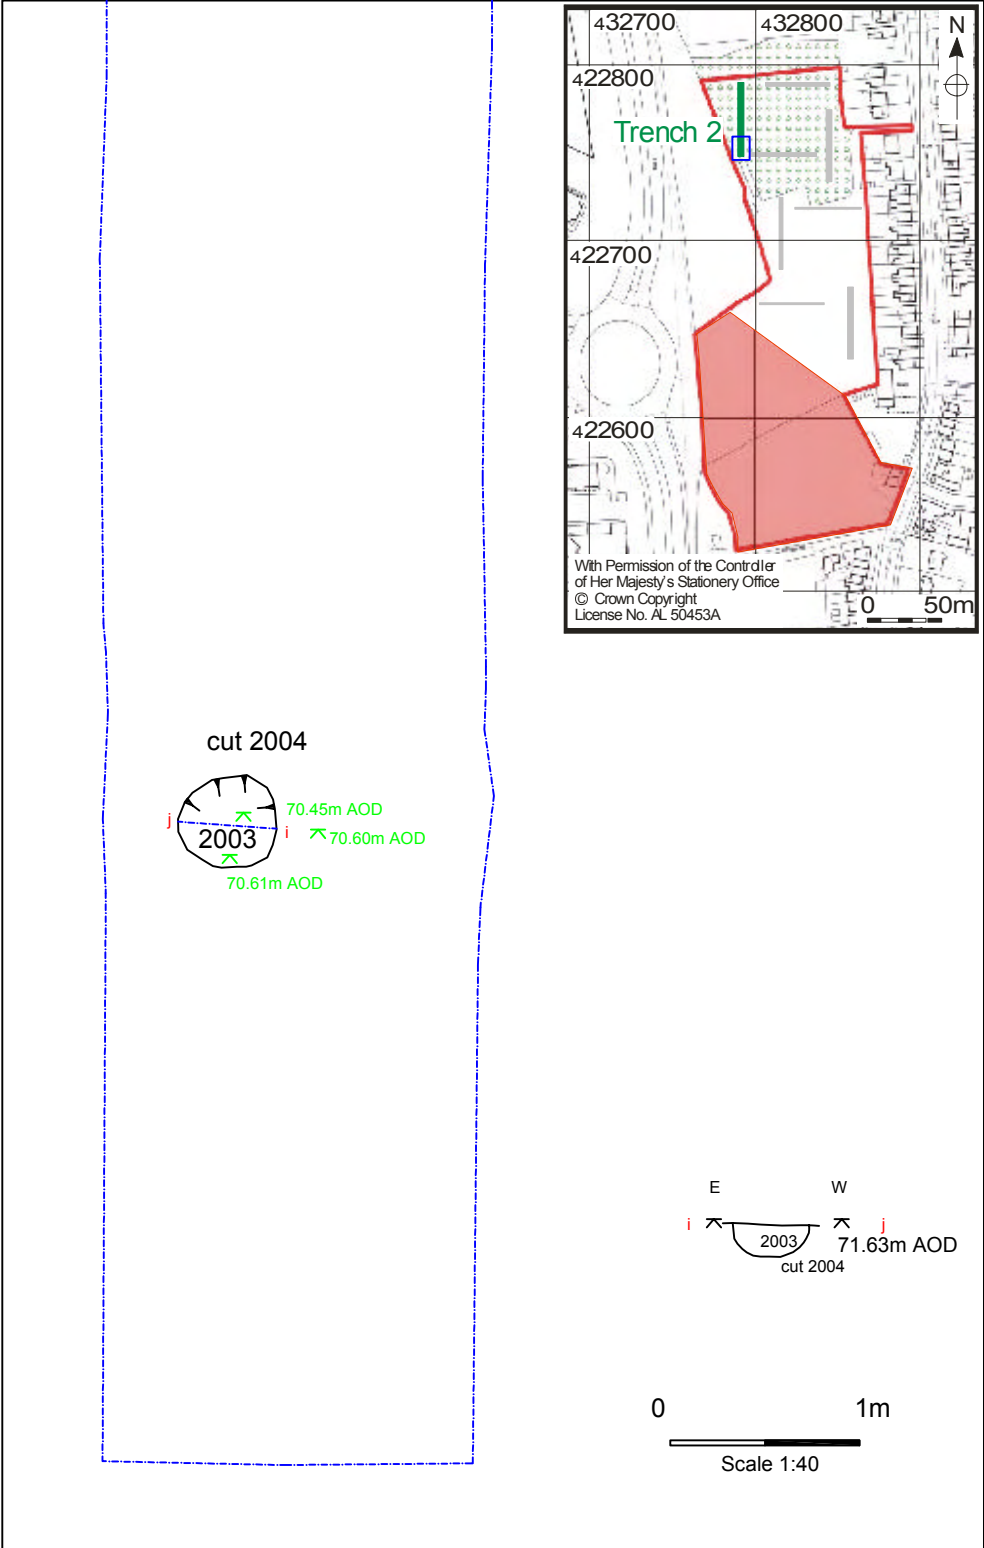 432700
432800
N
422800
Trench 2
422700
422600
With Permission of the Controller
of Her Majesty's Stationery Office
© Crown Copyright
License No. AL 50453A
0 50m
cut 2004
70.45m AOD
j
i
2003
70.60m AOD
70.61m AOD
E W
i
j
2003
71.63m AOD
cut 2004
0 1m
Scale 1:40